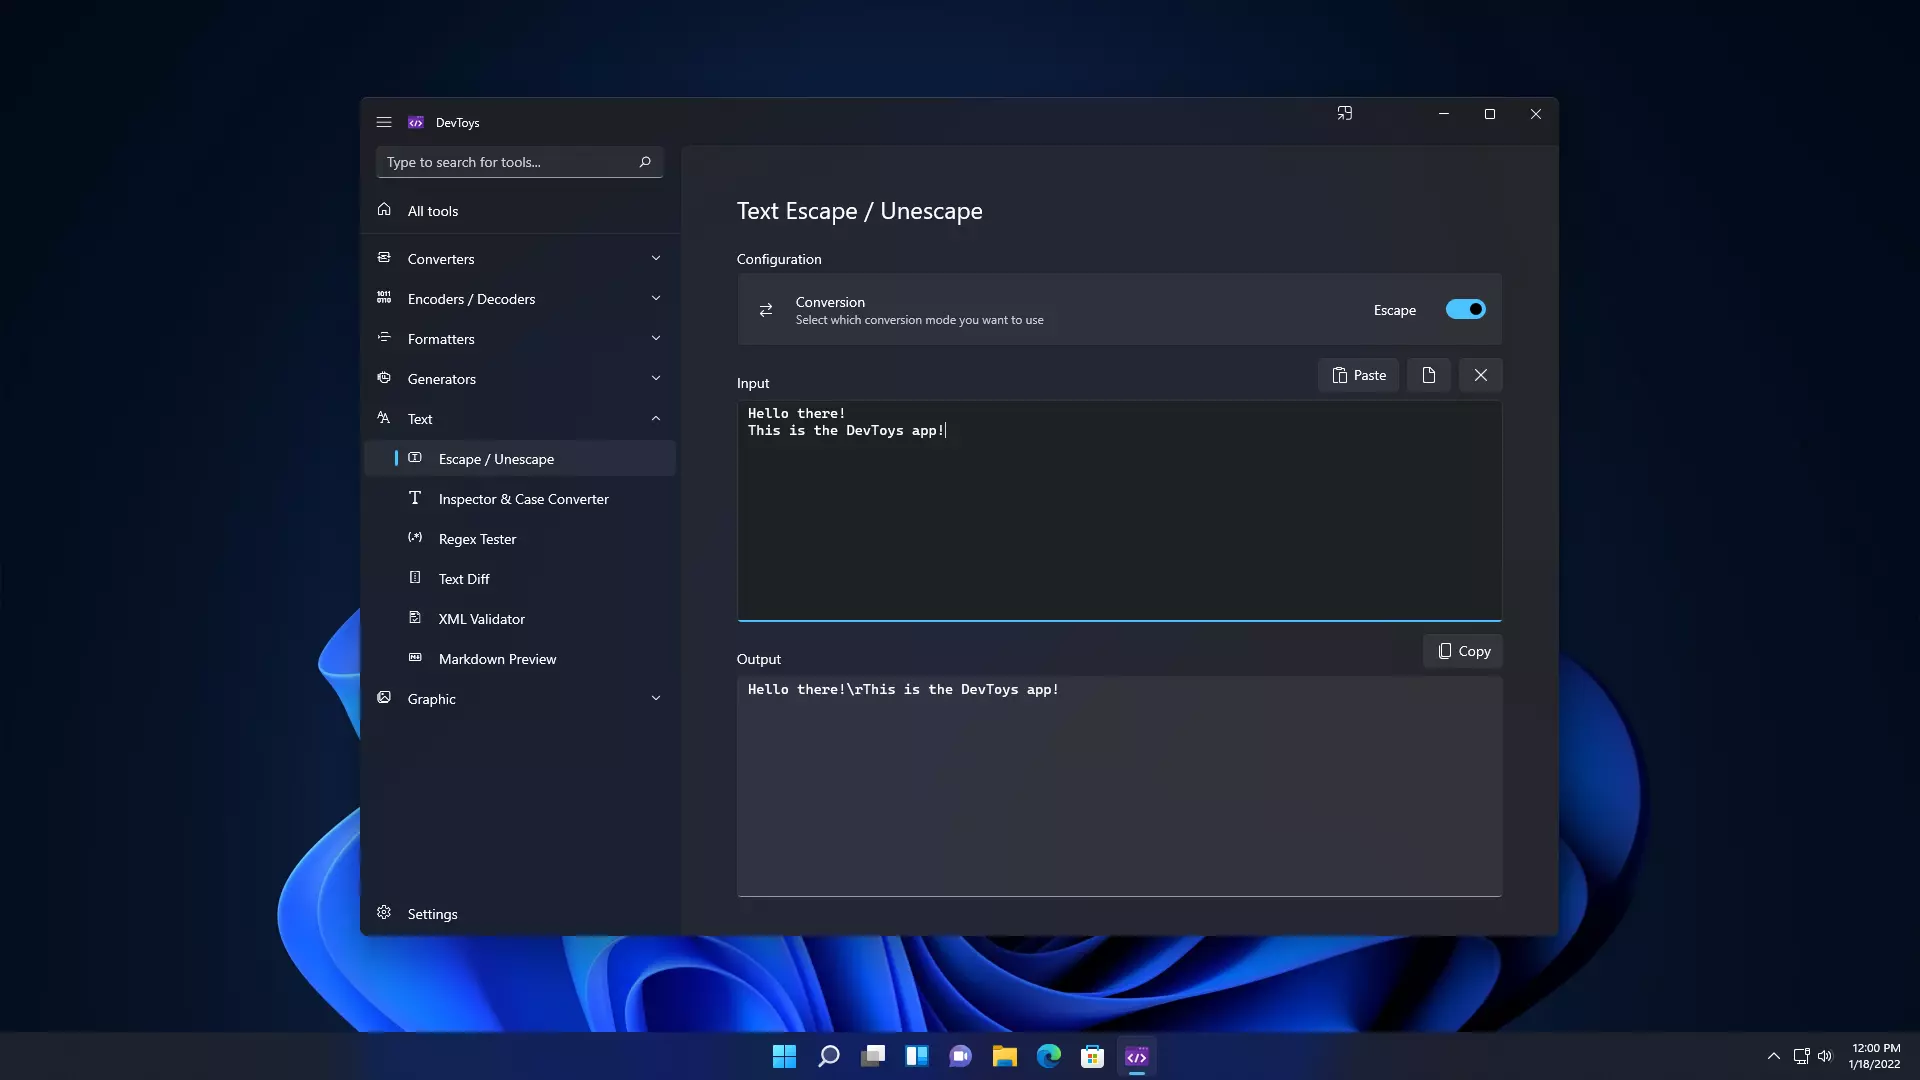 DevToys
Type to search for tools...
All tools
Converters
Encoders / Decoders
Formatters
Generators
Text
Escape / Unescape
Inspector & Case Converter
Regex Tester
Text Diff
XML Validator
Markdown Preview
Graphic
Settings
Text Escape / Unescape
Configuration
Conversion
Select which conversion mode you want to use
Escape
Input
Paste
Hello there!
This is the DevToys app!
Output
Copy
Hello there!\rThis is the DevToys app!
12:00 PM
1/18/2022